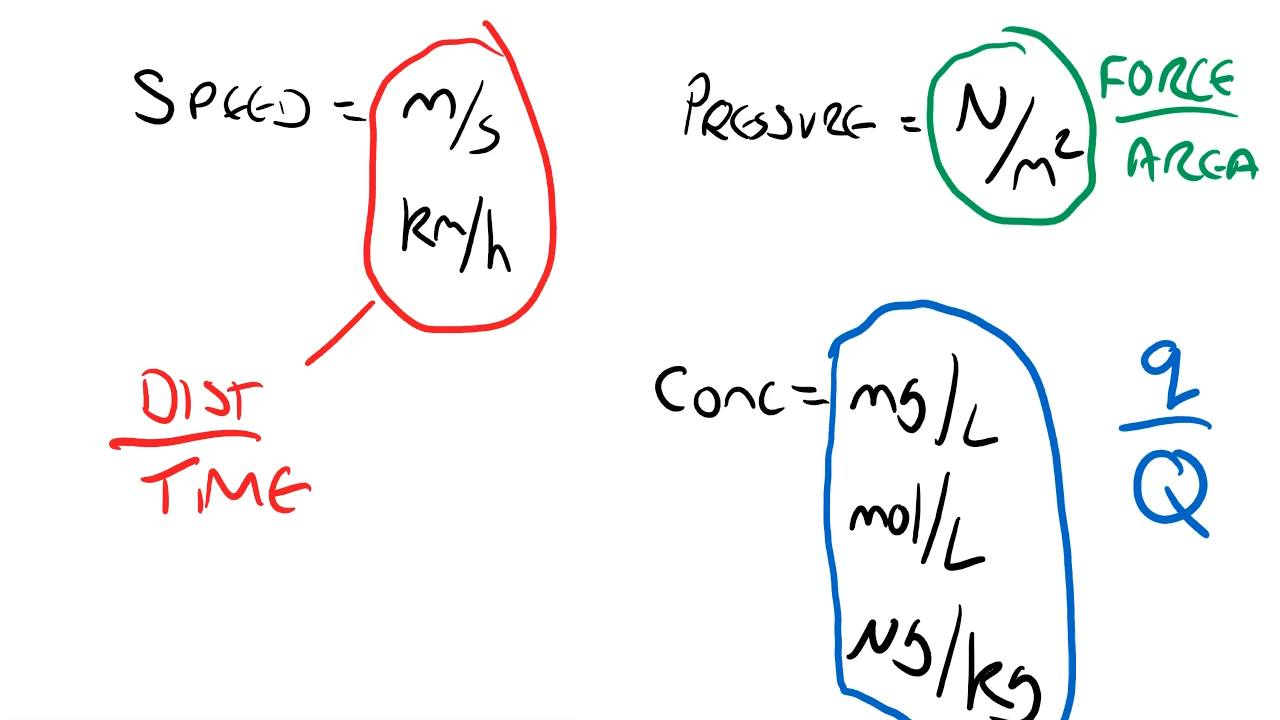 SPEED = m/s
km/h
DIST
TIME
PRESSURE = N/m²
FORCE
AREA
CONC = mg/L
mol/L
Ng/kg
q
Q